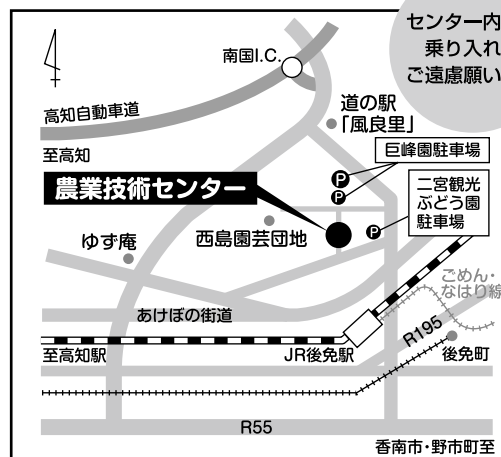 センター内
乗り入れ
ご遠慮願い
南国I.C.
高知自動車道
道の駅
「風良里」
至高知
巨峰園駐車場
P
P
農業技術センター
二宮観光
ぶどう園
駐車場
P
ゆず庵
西島園芸団地
ごめん・
なはり線
あけぼの街道
R195
至高知駅
JR後免駅
後免町
R55
香南市・野市町至